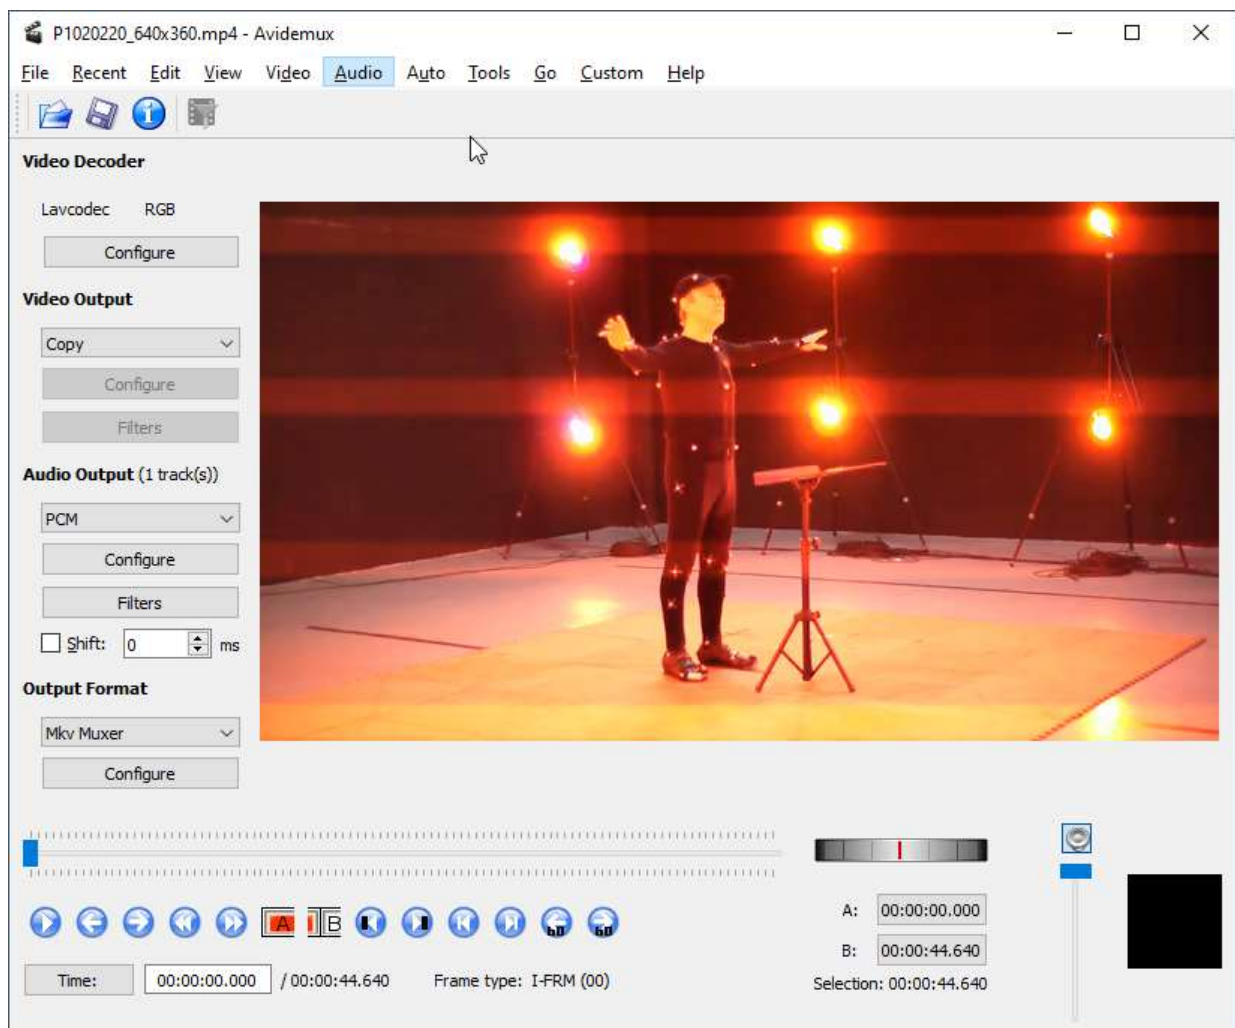 P1020220_640x360.mp4 - Avidemux
File Recent Edit View Video Audio Auto Tools Go Custom Help
Video Decoder
Lavcodec RGB
Configure
Video Output
Copy
Configure
Filters
Audio Output (1 track(s))
PCM
Configure
Filters
Shift: 0 ms
Output Format
Mkv Muxer
Configure
A B 60 60
A: 00:00:00.000
B: 00:00:44.640
Time: 00:00:00.000 / 00:00:44.640 Frame type: I-FRM (00)
Selection: 00:00:44.640